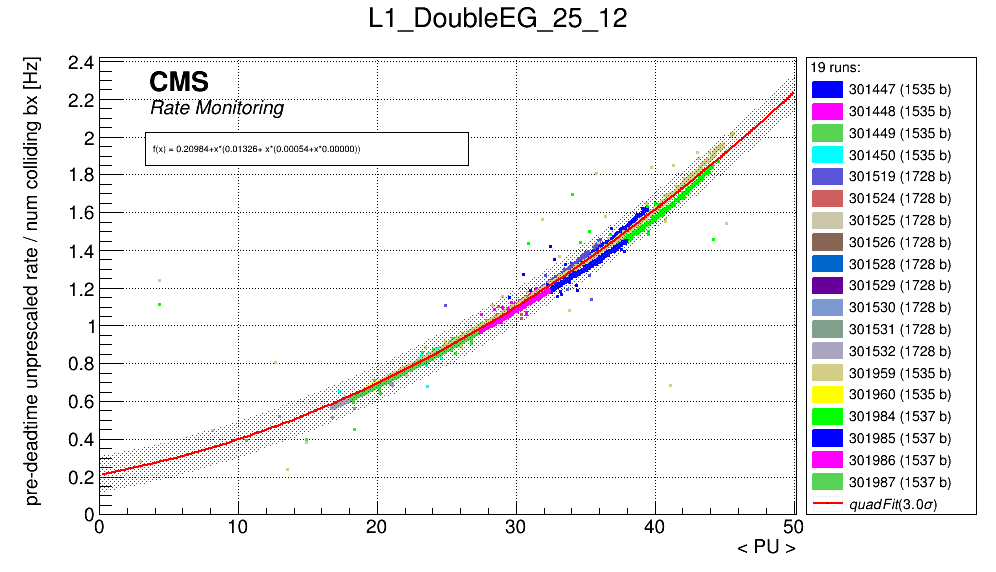 L1_DoubleEG_25_12
pre-deadtime unprescaled rate / num colliding bx [Hz]
2.4
2.2
2
1.8
1.6
1.4
1.2
1
0.8
0.6
0.4
0.2
0
CMS
Rate Monitoring
f(x) = 0.20984+x*(0.01326+ x*(0.00054+x*0.00000))
0 10 20 30 40 50
< PU >
19 runs:
301447 (1535 b)
301448 (1535 b)
301449 (1535 b)
301450 (1535 b)
301519 (1728 b)
301524 (1728 b)
301525 (1728 b)
301526 (1728 b)
301528 (1728 b)
301529 (1728 b)
301530 (1728 b)
301531 (1728 b)
301532 (1728 b)
301959 (1535 b)
301960 (1535 b)
301984 (1537 b)
301985 (1537 b)
301986 (1537 b)
301987 (1537 b)
quadFit(3.0σ)